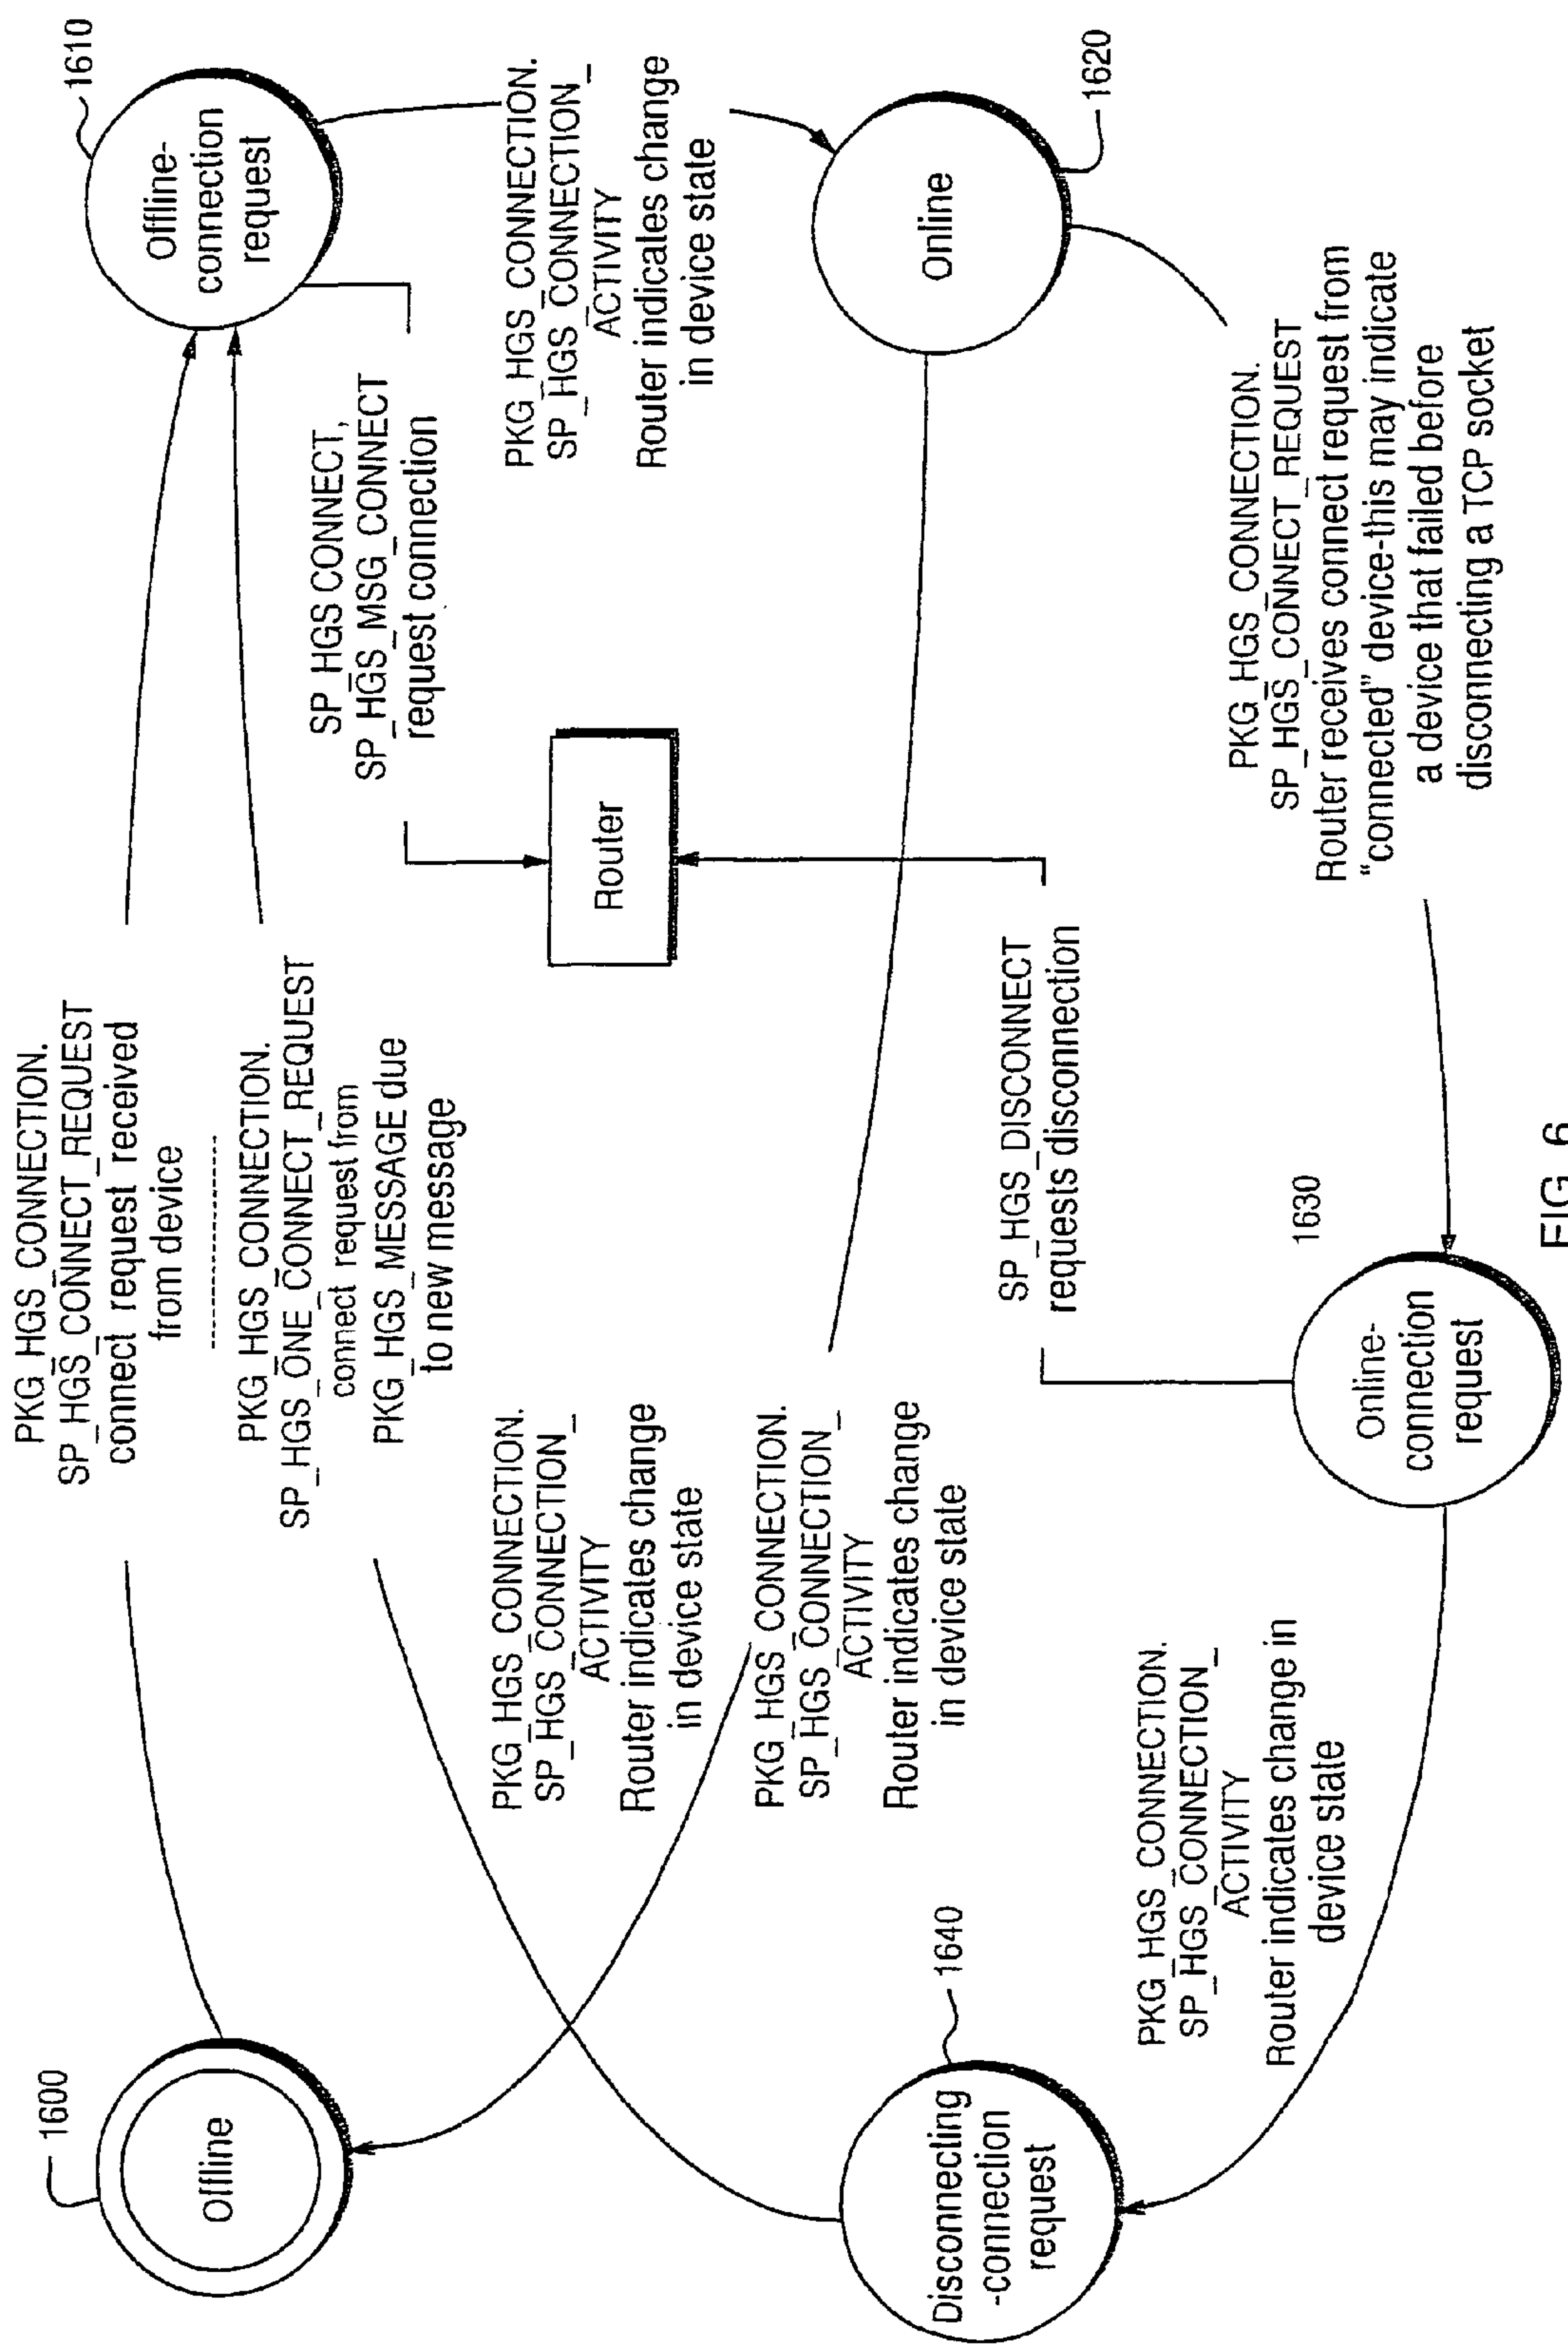 1600
Offline
PKG_HGS_CONNECTION.
SP_HGS_CONNECT_REQUEST
connect request received
from device
PKG_HGS_CONNECTION.
SP_HGS_ONE_CONNECT_REQUEST
connect request from
PKG_HGS_MESSAGE due
to new message
1610
Offline-
connection
request
SP_HGS CONNECT,
SP_HGS_MSG_CONNECT
request connection
PKG_HGS_CONNECTION.
SP_HGS_CONNECTION_
ACTIVITY
Router indicates change
in device state
PKG_HGS_CONNECTION.
SP_HGS_CONNECTION_
ACTIVITY
Router indicates change
in device state
Router
PKG_HGS_CONNECTION.
SP_HGS_CONNECTION_
ACTIVITY
Router indicates change
in device state
Online
1620
1640
Disconnecting
-connection
request
SP_HGS_DISCONNECT
requests disconnection
PKG_HGS_CONNECTION.
SP_HGS_CONNECTION_
ACTIVITY
Router indicates change in
device state
1630
Online-
connection
request
PKG_HGS_CONNECTION.
SP_HGS_CONNECT_REQUEST
Router receives connect request from
“connected” device-this may indicate
a device that failed before
disconnecting a TCP socket
FIG. 6